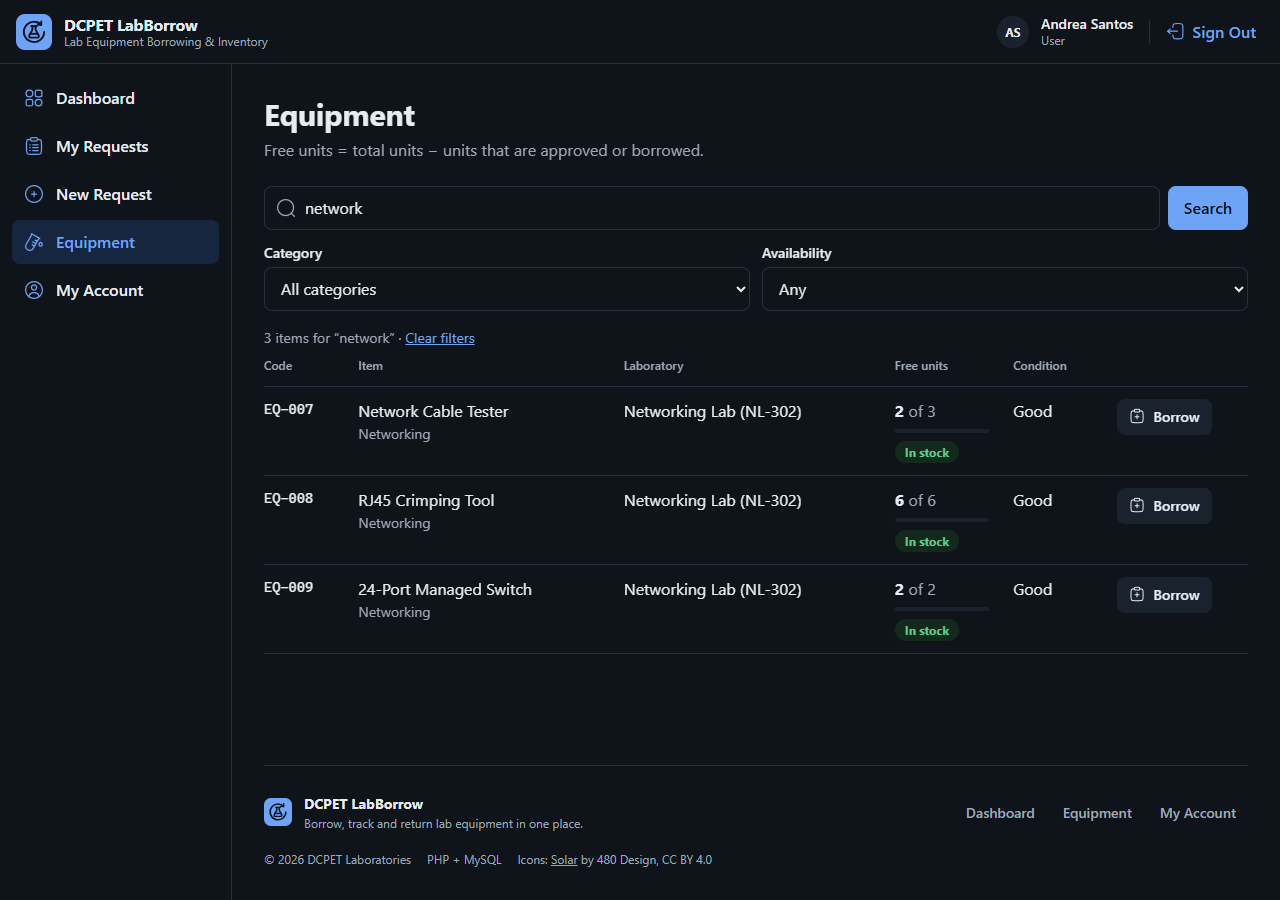 DCPET LabBorrow
Lab Equipment Borrowing & Inventory
AS
Andrea Santos
User
Sign Out
Dashboard
My Requests
New Request
Equipment
My Account
Equipment
Free units = total units − units that are approved or borrowed.
network
Search
Category
Availability
All categories
Any
3 items for “network” · Clear filters
Code Item Laboratory Free units Condition
EQ-007 Network Cable Tester Networking Lab (NL-302) 2 of 3 Good Borrow
Networking
In stock
EQ-008 RJ45 Crimping Tool Networking Lab (NL-302) 6 of 6 Good Borrow
Networking
In stock
EQ-009 24-Port Managed Switch Networking Lab (NL-302) 2 of 2 Good Borrow
Networking
In stock
DCPET LabBorrow
Borrow, track and return lab equipment in one place.
Dashboard Equipment My Account
© 2026 DCPET Laboratories PHP + MySQL Icons: Solar by 480 Design, CC BY 4.0